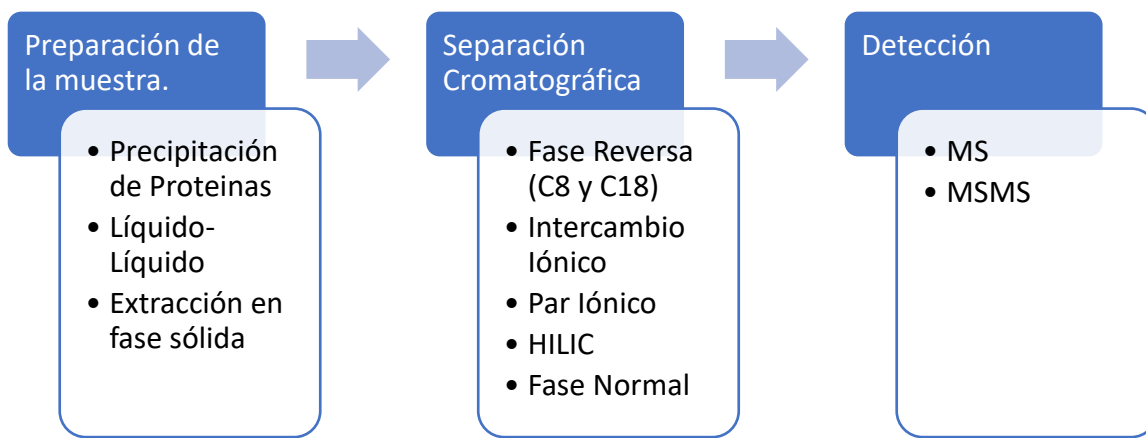 Preparación de
la muestra.
• Precipitación
de Proteinas
• Líquido-
Líquido
• Extracción en
fase sólida
Separación
Cromatográfica
• Fase Reversa
(C8 y C18)
• Intercambio
Iónico
• Par Iónico
• HILIC
• Fase Normal
Detección
• MS
• MSMS